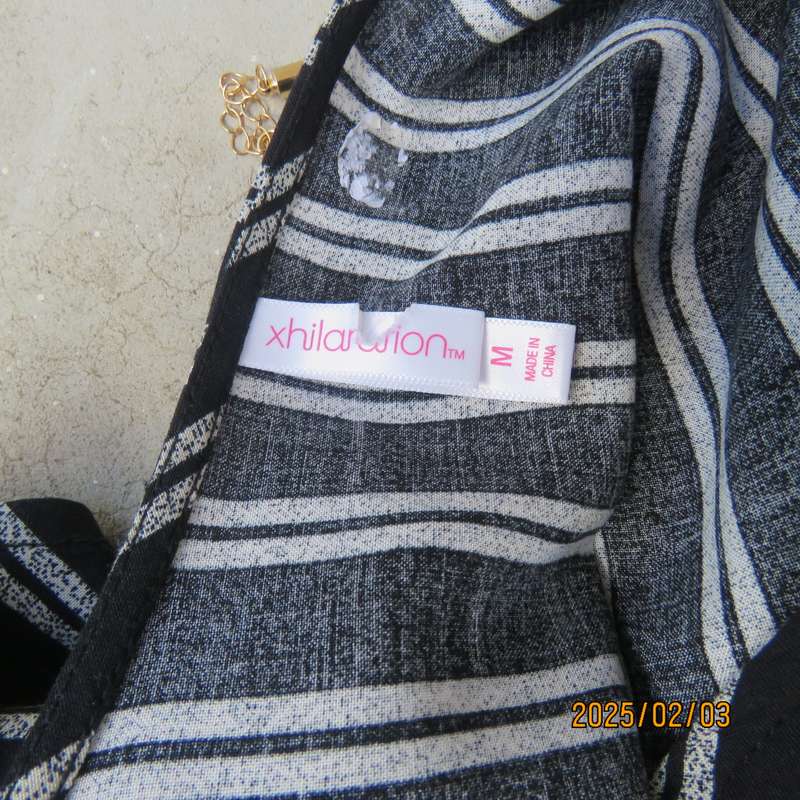 xhilaration™
M
MADE IN
CHINA
2025/02/03